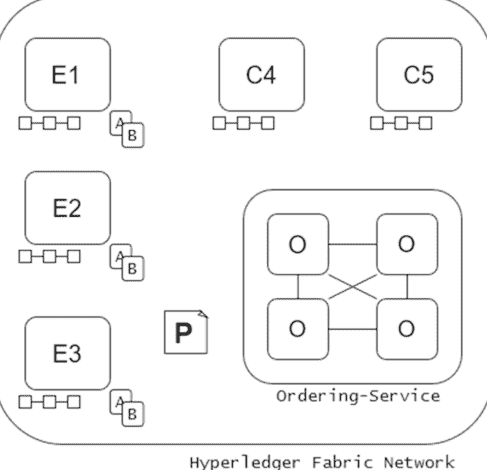 E1
C4
C5
A
B
E2
A
B
O
O
P
O
O
E3
Ordering-Service
A
B
Hyperledger Fabric Network